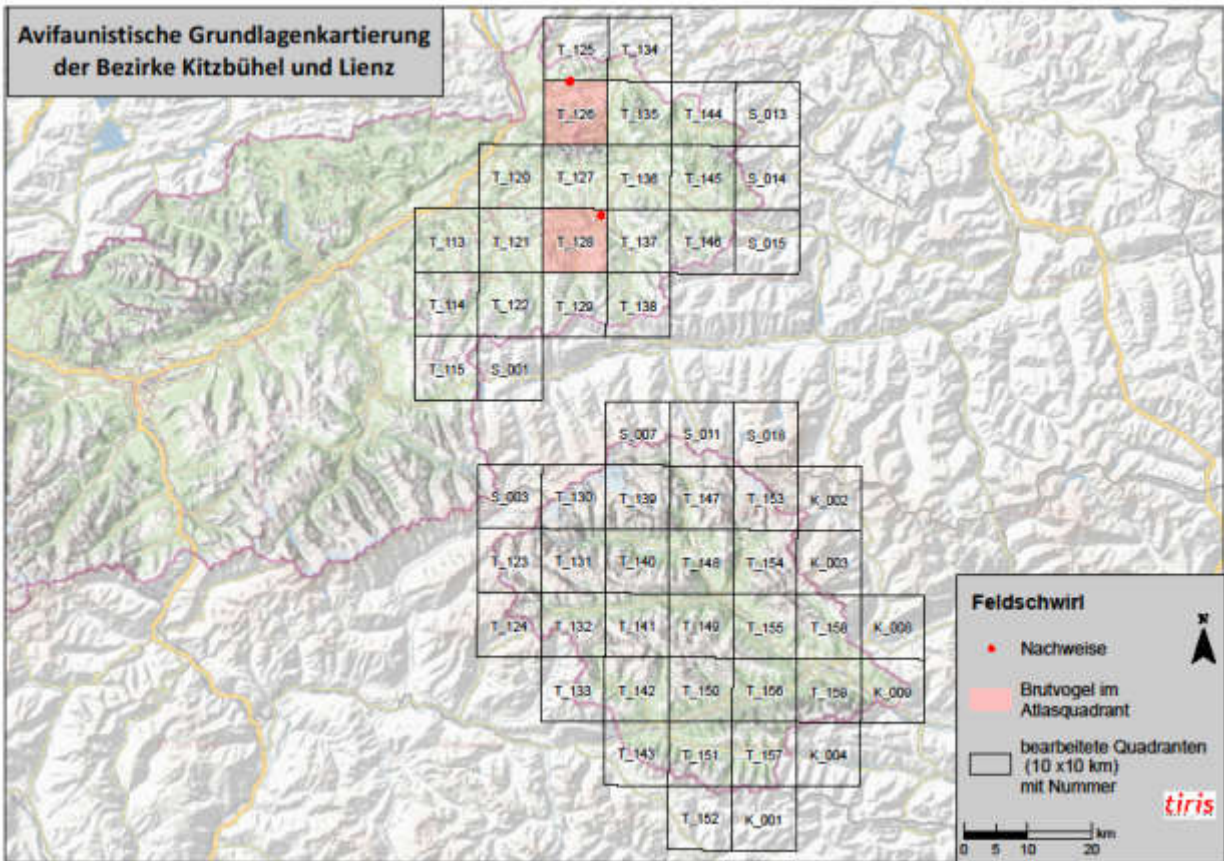 Avifaunistische Grundlagenkartierung
der Bezirke Kitzbühel und Lienz
T_125 T_134
T_126 T_135 T_144 S_013
T_120 T_127 T_136 T_145 S_014
T_113 T_121 T_128 T_137 T_146 S_015
T_114 T_122 T_129 T_138
T_115 S_001
S_007 S_011 S_016
S_003 T_130 T_139 T_147 T_153 K_002
T_123 T_131 T_140 T_148 T_154 K_003
T_124 T_132 T_141 T_149 T_155 T_158 K_008
T_133 T_142 T_150 T_156 T_159 K_009
T_143 T_151 T_157 K_004
T_152 K_001
Feldschwirl
N
Nachweise
Brutvogel im
Atlasquadrant
bearbeitete Quadranten
(10 x10 km)
mit Nummer
tiris
km
0 5 10 20